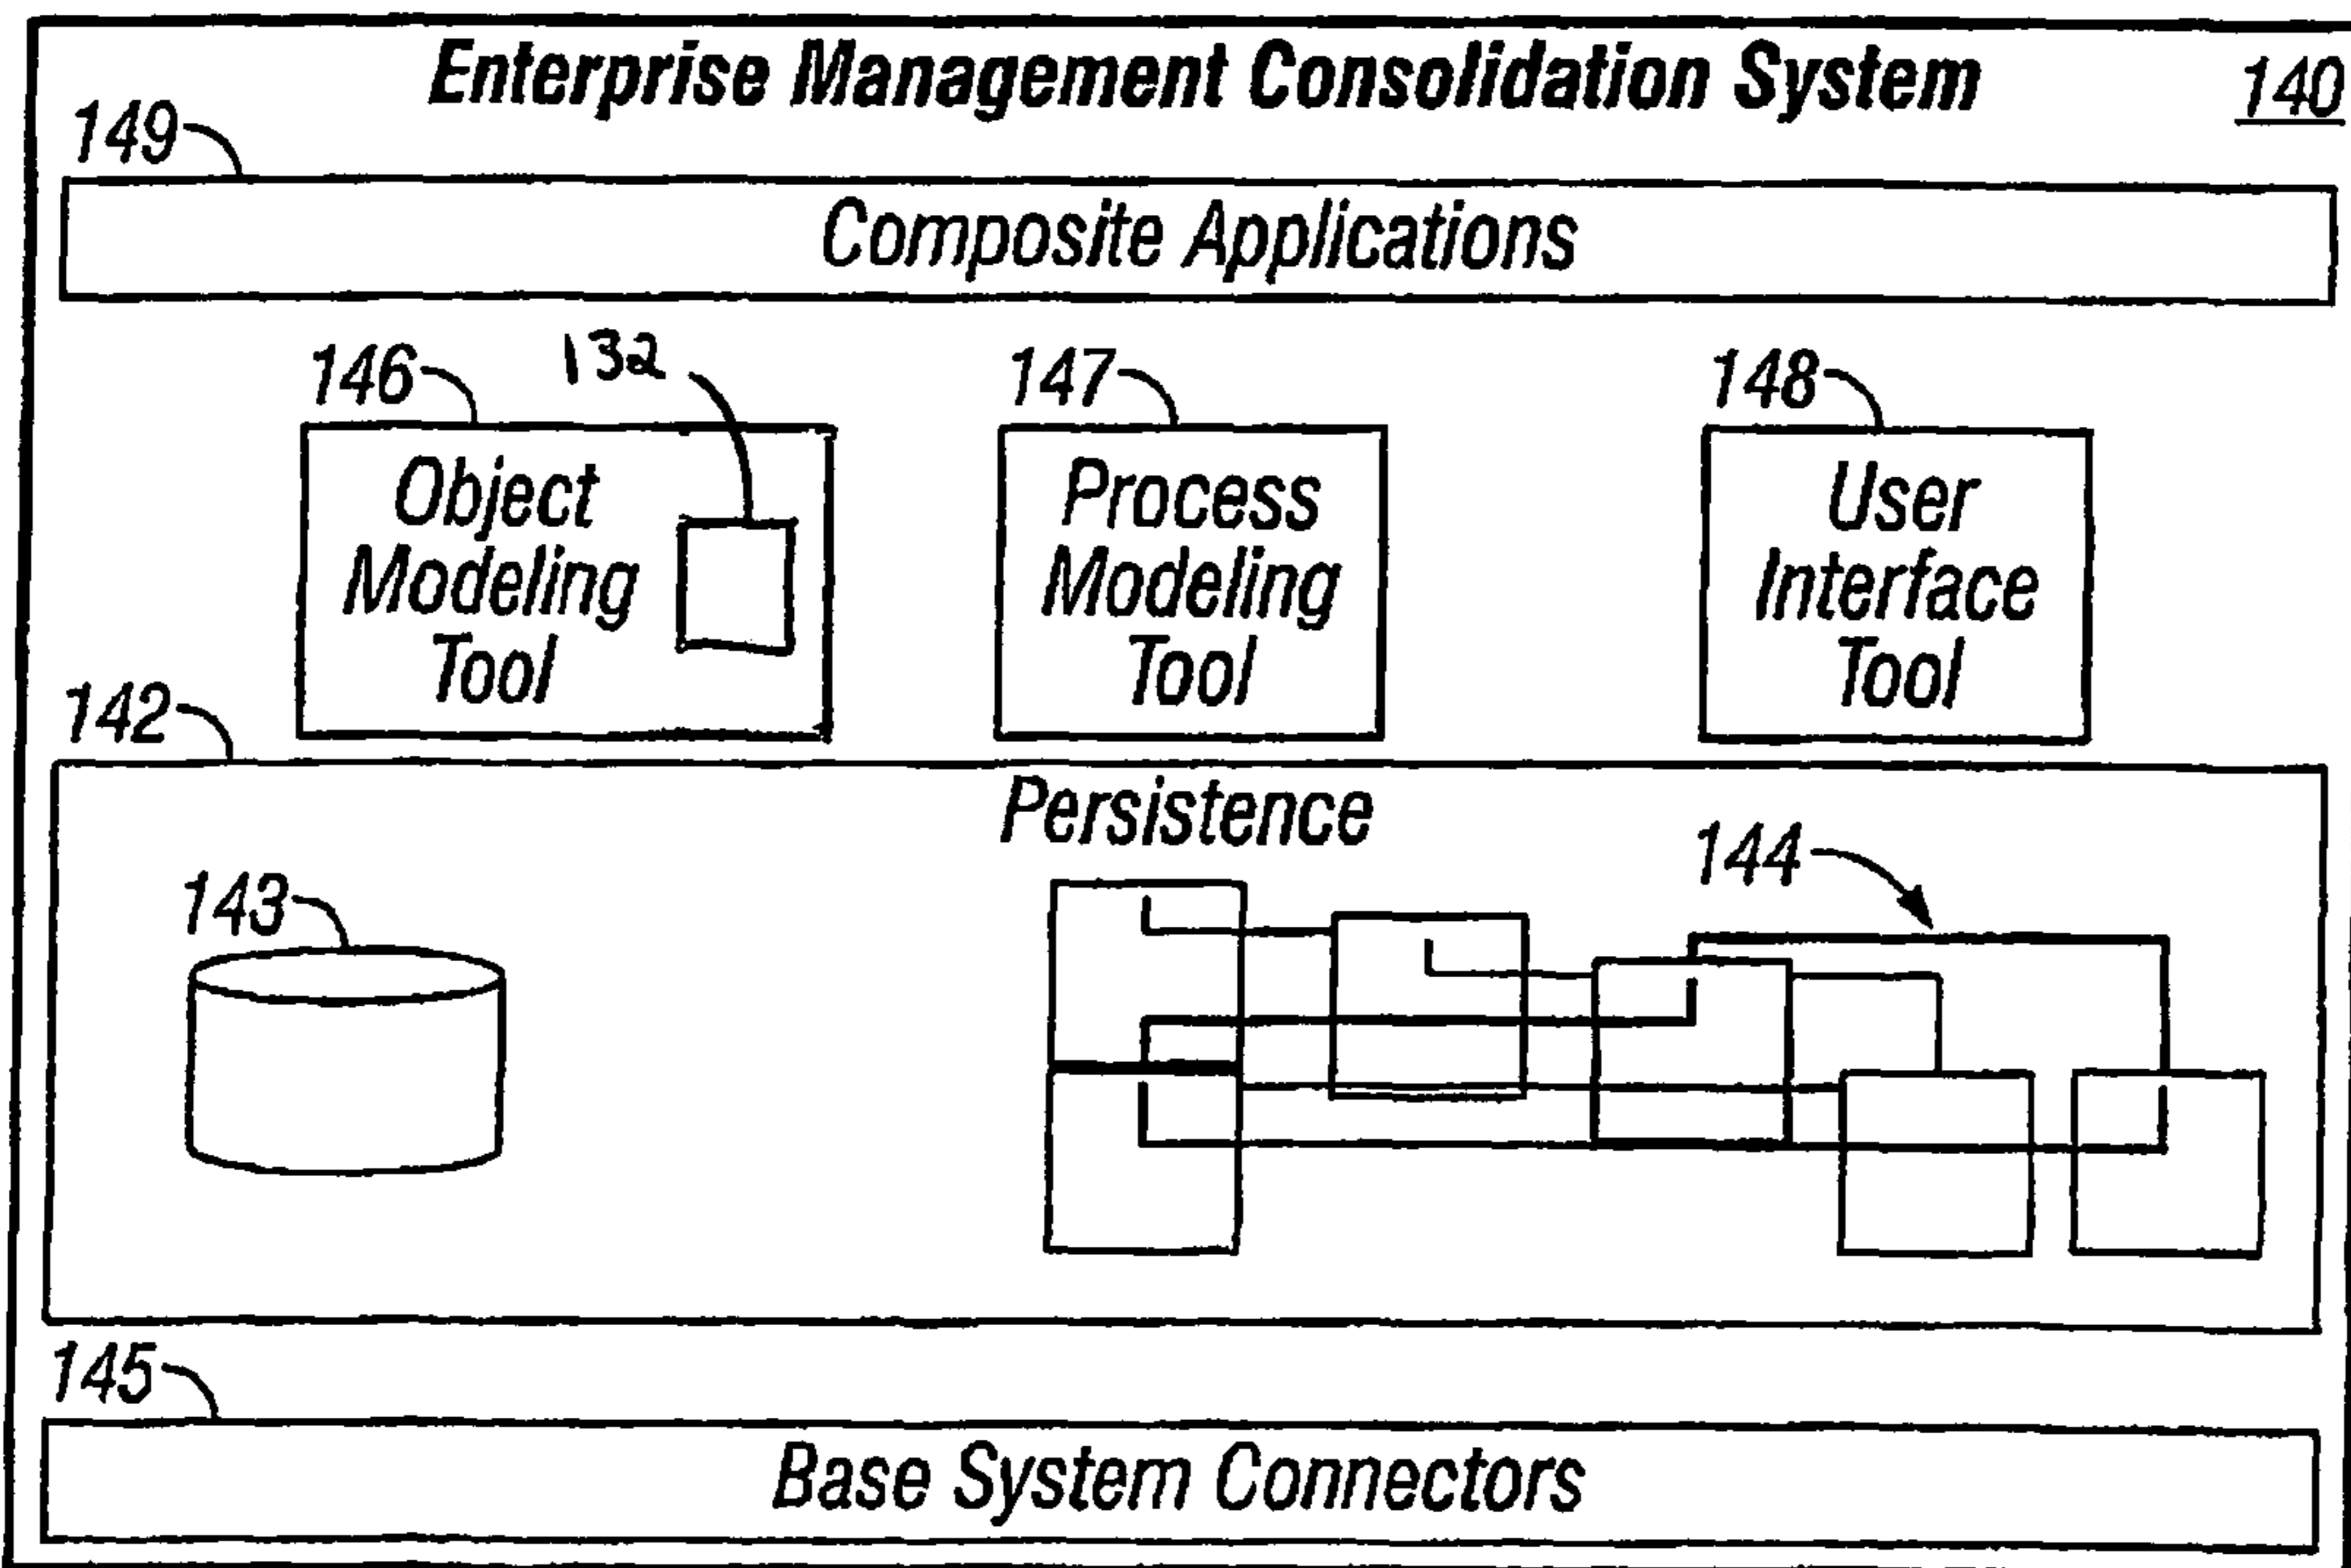 Enterprise Management Consolidation System 140
149
Composite Applications
146 132 147 148
Object
Modeling
Tool
Process
Modeling
Tool
User
Interface
Tool
142
Persistence
144
143
145
Base System Connectors